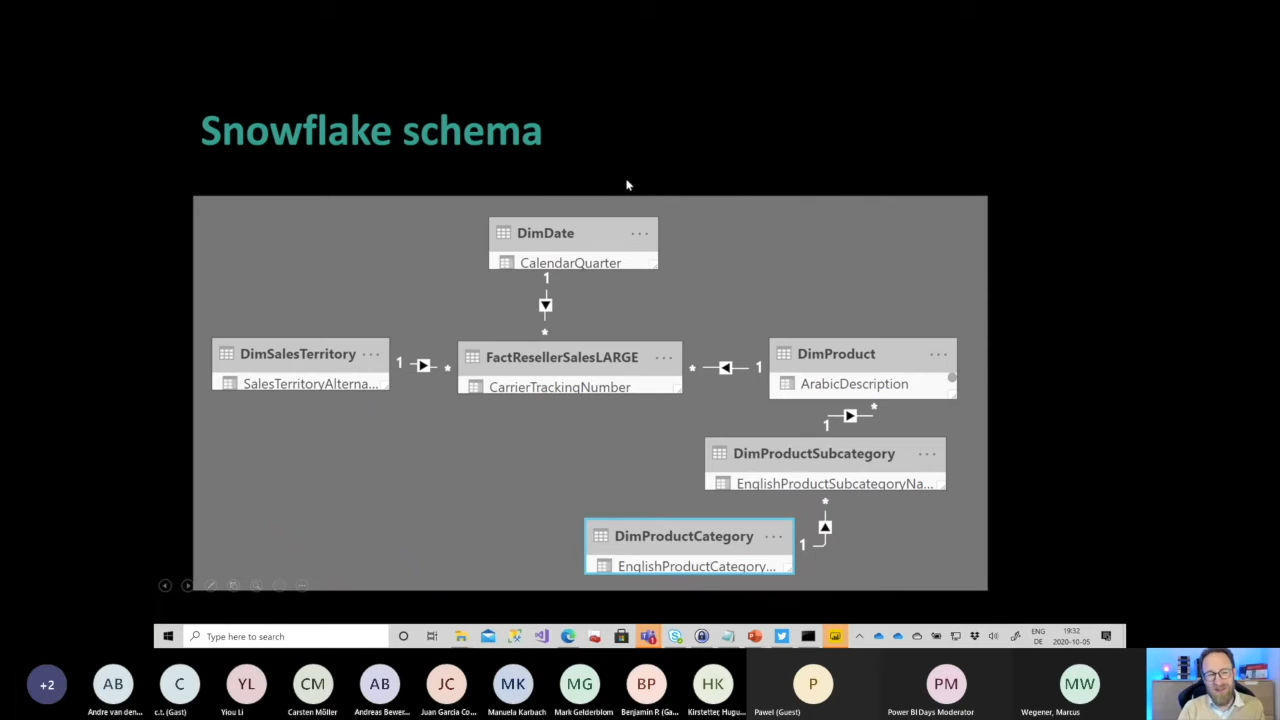 Snowflake schema
DimDate
CalendarQuarter
1
*
DimSalesTerritory
SalesTerritoryAlterna...
1
*
FactResellerSalesLARGE
CarrierTrackingNumber
*
1
DimProduct
ArabicDescription
*
1
DimProductSubcategory
EnglishProductSubcategoryNa...
*
1
DimProductCategory
EnglishProductCategory...
Type here to search
ENG
DE
19:32
2020-10-05
+2
AB
C
YL
CM
AB
JC
MK
MG
BP
HK
P
PM
MW
Andre van den...
c.t. (Gast)
Yiou Li
Carsten Möller
Andreas Bewer...
Juan Garcia Co...
Manuela Karbach
Mark Gelderblom
Benjamin R (Ga...
Kirstetter, Hugu...
Pawel (Guest)
Power BI Days Moderator
Wegener, Marcus